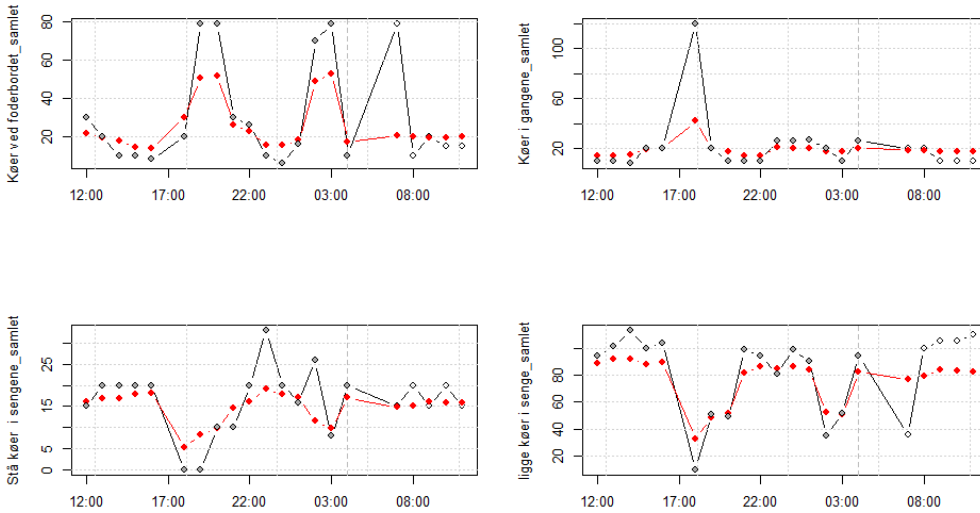 Køer ved foderbordet_samlet
80
60
40
20
12:00 17:00 22:00 03:00 08:00
Køer i gangene_samlet
100
60
20
12:00 17:00 22:00 03:00 08:00
Stå køer i sengene_samlet
25
15
5
0
12:00 17:00 22:00 03:00 08:00
ligge køer i senge_samlet
80
60
40
20
12:00 17:00 22:00 03:00 08:00